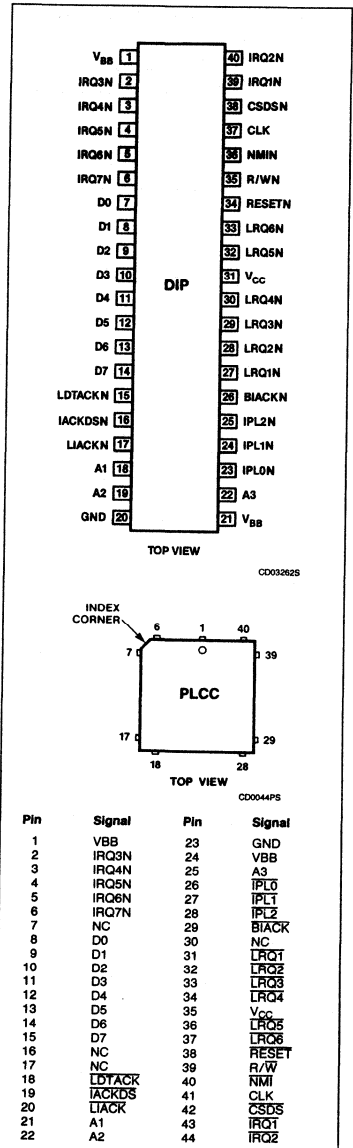 VBB 1 40 IRQ2N
IRQ3N 2 39 IRQ1N
IRQ4N 3 38 CSDSN
IRQ5N 4 37 CLK
IRQ6N 5 36 NMIN
IRQ7N 6 35 R/WN
D0 7 34 RESETN
D1 8 33 LRQ6N
D2 9 32 LRQ5N
D3 10 31 VCC
DIP
D4 11 30 LRQ4N
D5 12 29 LRQ3N
D6 13 28 LRQ2N
D7 14 27 LRQ1N
LDTACKN 15 26 BIACKN
IACKDSN 16 25 IPL2N
LIACKN 17 24 IPL1N
A1 18 23 IPL0N
A2 19 22 A3
GND 20 21 VBB
TOP VIEW
CD03262S
INDEX
CORNER
6 1 40
7 39
PLCC
17 29
18 28
TOP VIEW
CD0044PS
Pin Signal Pin Signal
1 VBB 23 GND
2 IRQ3N 24 VBB
3 IRQ4N 25 A3
4 IRQ5N 26 IPL0
5 IRQ6N 27 IPL1
6 IRQ7N 28 IPL2
7 NC 29 BIACK
8 D0 30 NC
9 D1 31 LRQ1
10 D2 32 LRQ2
11 D3 33 LRQ3
12 D4 34 LRQ4
13 D5 35 VCC
14 D6 36 LRQ5
15 D7 37 LRQ6
16 NC 38 RESET
17 NC 39 R/W
18 LDTACK 40 NMI
19 IACKDS 41 CLK
20 LIACK 42 CSDS
21 A1 43 IRQ1
22 A2 44 IRQ2